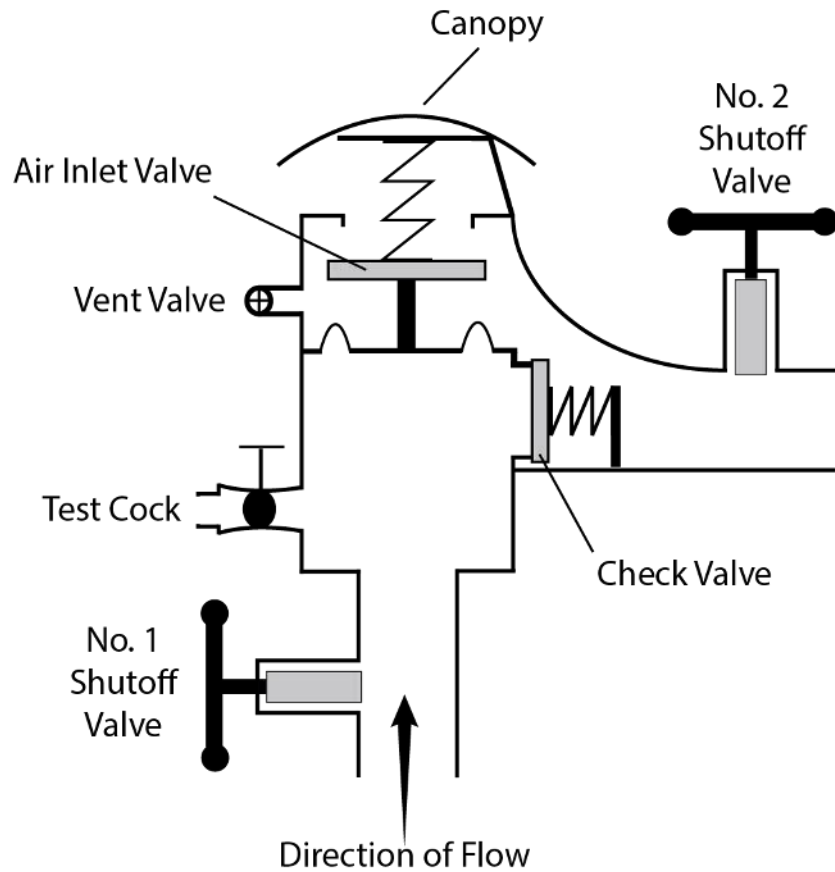 Canopy
No. 2
Shutoff
Valve
Air Inlet Valve
Vent Valve
Test Cock
Check Valve
No. 1
Shutoff
Valve
Direction of Flow